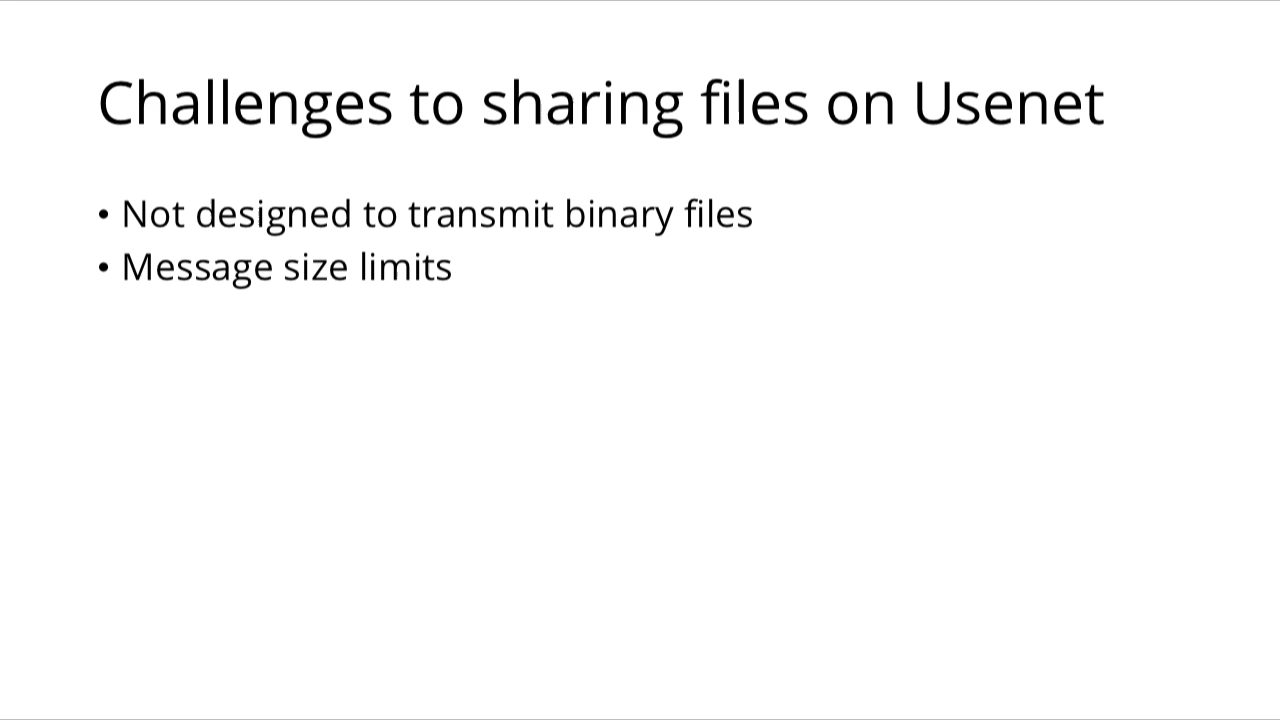 Challenges to sharing files on Usenet
• Not designed to transmit binary files
• Message size limits